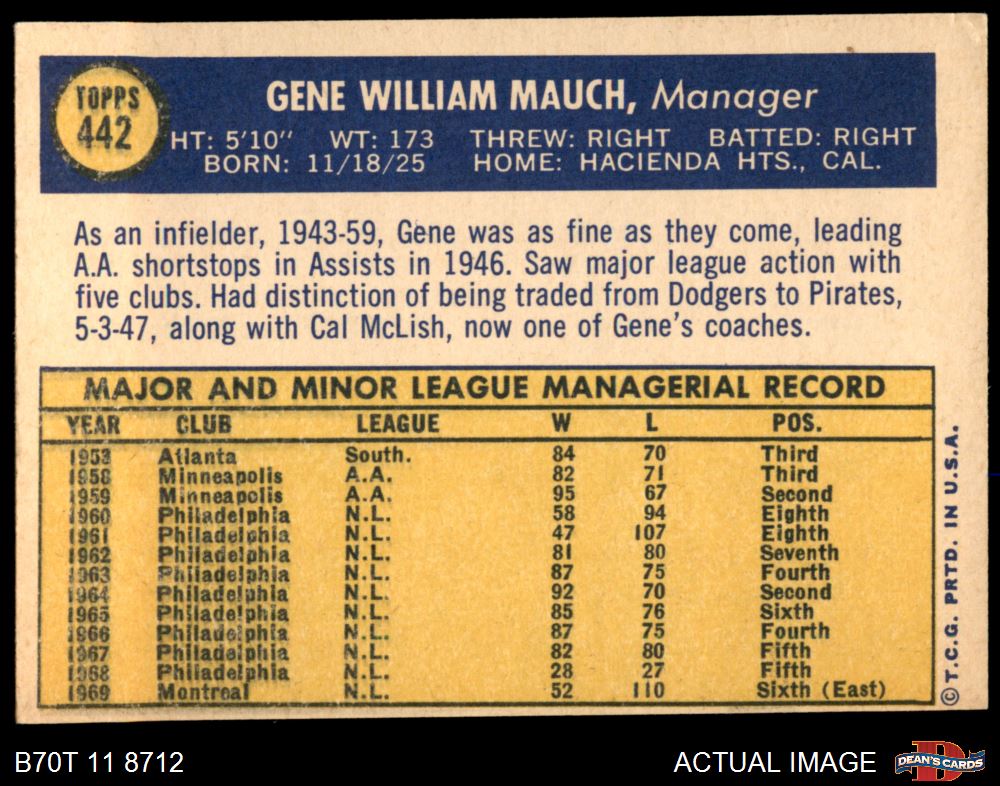 TOPPS
442
GENE WILLIAM MAUCH, Manager
HT: 5'10" WT: 173 THREW: RIGHT BATTED: RIGHT
BORN: 11/18/25 HOME: HACIENDA HTS., CAL.
As an infielder, 1943-59, Gene was as fine as they come, leading
A.A. shortstops in Assists in 1946. Saw major league action with
five clubs. Had distinction of being traded from Dodgers to Pirates,
5-3-47, along with Cal McLish, now one of Gene's coaches.
MAJOR AND MINOR LEAGUE MANAGERIAL RECORD
YEAR CLUB LEAGUE W L POS.
1953 Atlanta South. 84 70 Third
1958 Minneapolis A.A. 82 71 Third
1959 Minneapolis A.A. 95 67 Second
1960 Philadelphia N.L. 58 94 Eighth
1961 Philadelphia N.L. 47 107 Eighth
1962 Philadelphia N.L. 81 80 Seventh
1963 Philadelphia N.L. 87 75 Fourth
1964 Philadelphia N.L. 92 70 Second
1965 Philadelphia N.L. 85 76 Sixth
1966 Philadelphia N.L. 87 75 Fourth
1967 Philadelphia N.L. 82 80 Fifth
1968 Philadelphia N.L. 28 27 Fifth
1969 Montreal N.L. 52 110 Sixth (East)
©T.C.G. PRTD. IN U.S.A.
B70T 11 8712
ACTUAL IMAGE
D
DEAN'S CARDS